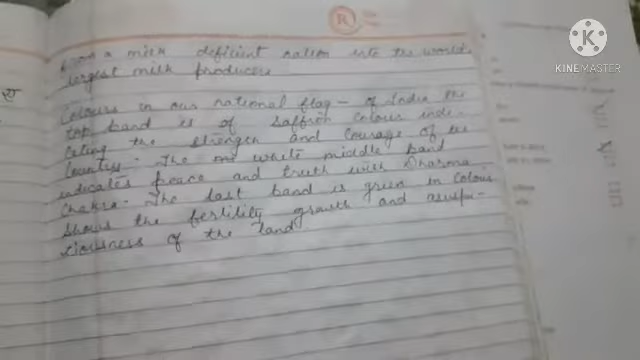 R
KINEMASTER
from a milk deficient nation into the world
largest milk producers
Colours in our national flag - of India the
top band is of saffron colour indi-
cating the strength and courage of the
country. The white middle band
indicates peace and truth with Dharma
Chakra. The last band is green in colour
shows the fertility growth and auspi-
ciousness of the land